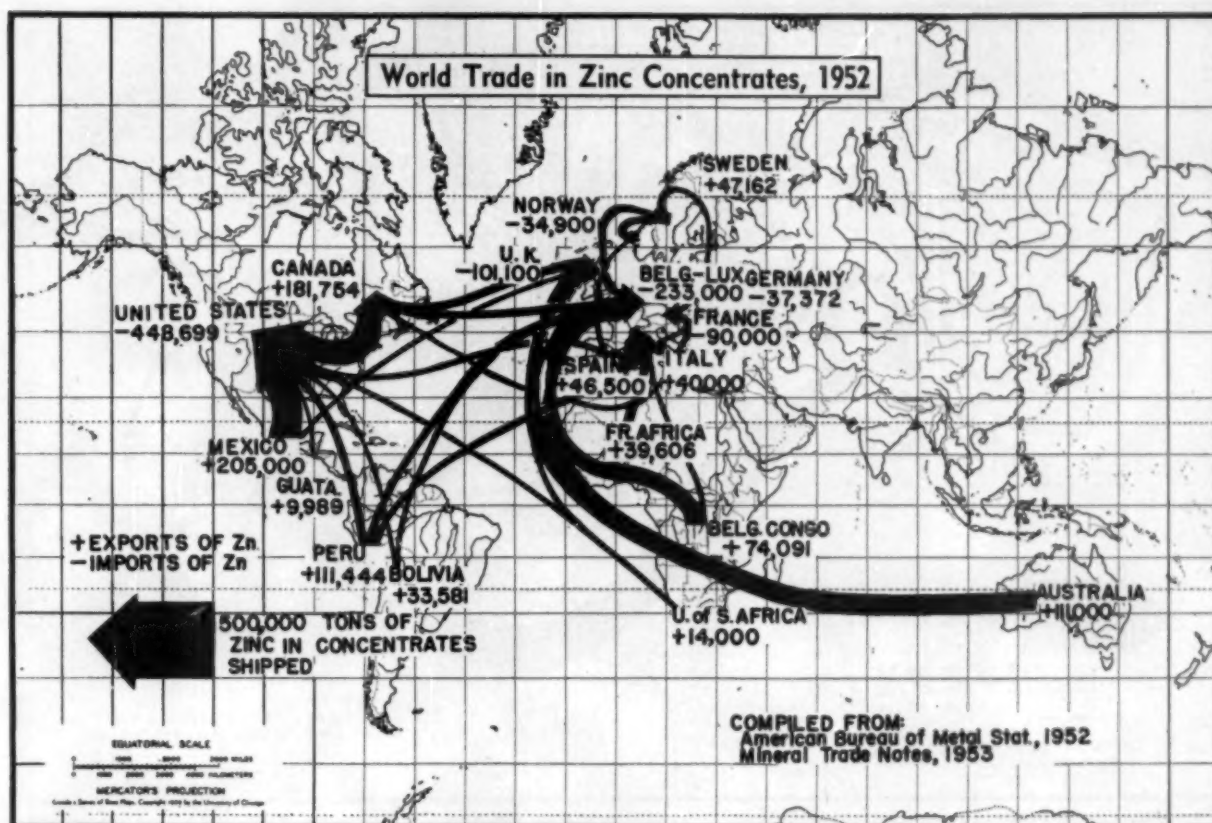 World Trade in Zinc Concentrates, 1952
SWEDEN
+47,162
NORWAY
-34,900
U.K.
-101,100
CANADA
+181,754
BELG.-LUX
-233,000
GERMANY
-37,372
UNITED STATES
-448,699
FRANCE
-90,000
SPAIN
+46,500
ITALY
+40000
FR. AFRICA
+39,606
MEXICO
+205,000
GUATA.
+9,989
BELG. CONGO
+74,091
+EXPORTS OF Zn
-IMPORTS OF Zn
PERU
+111,444
BOLIVIA
+33,581
U. of S. AFRICA
+14,000
AUSTRALIA
+111,000
500,000 TONS OF
ZINC IN CONCENTRATES
SHIPPED
COMPILED FROM:
American Bureau of Metal Stat., 1952
Mineral Trade Notes, 1953
EQUATORIAL SCALE
MERCATOR'S PROJECTION